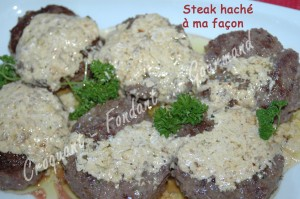 Steak haché
à ma façon
Croquant - Fondant - Gourmand